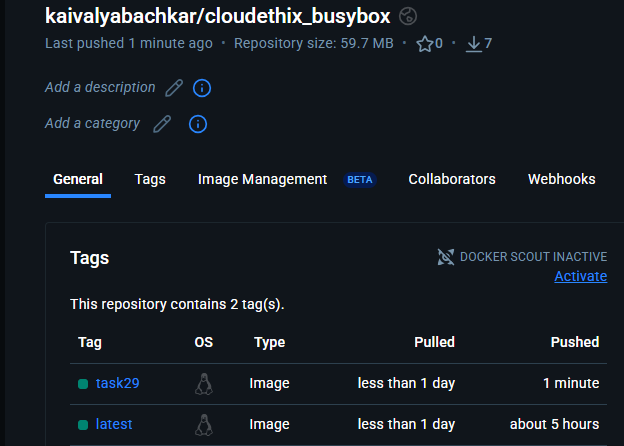 kaivalyabachkar/cloudethix_busybox
Last pushed 1 minute ago • Repository size: 59.7 MB • 0 • 7
Add a description
Add a category
General Tags Image Management BETA Collaborators Webhooks
Tags DOCKER SCOUT INACTIVE
Activate
This repository contains 2 tag(s).
Tag OS Type Pulled Pushed
task29 Image less than 1 day 1 minute
latest Image less than 1 day about 5 hours